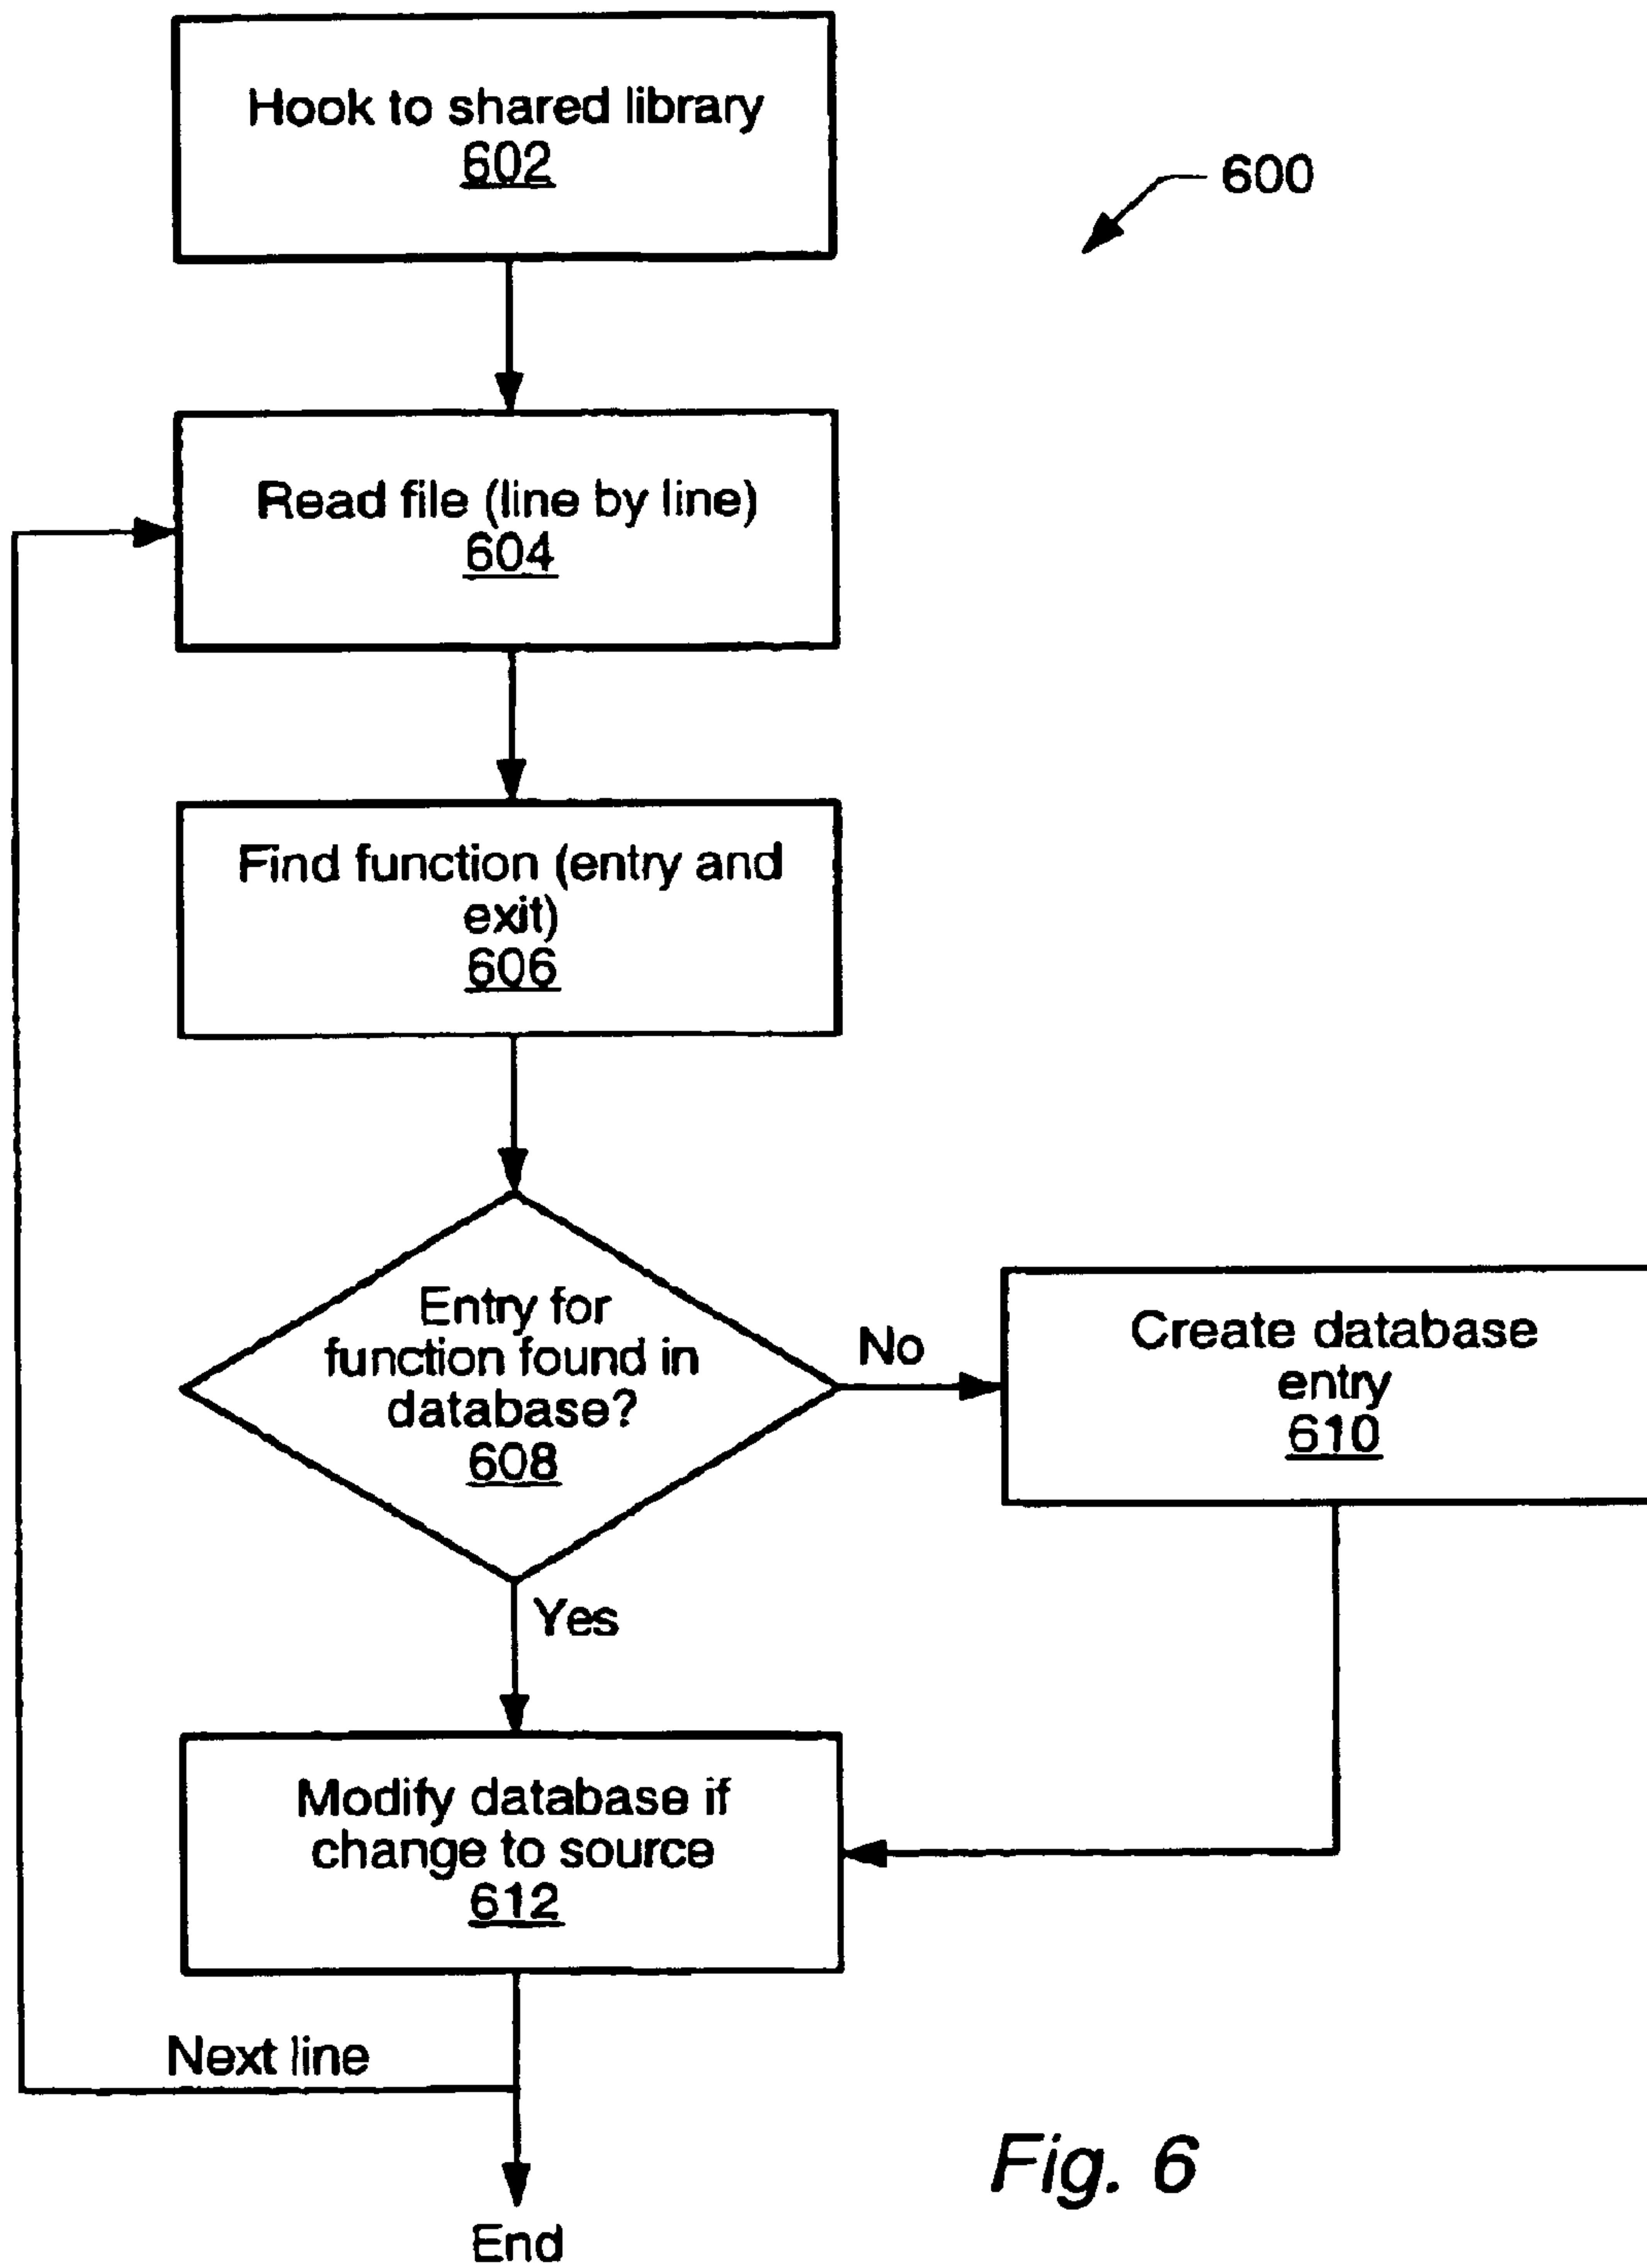 Hook to shared library
602
600
Read file (line by line)
604
Find function (entry and
exit)
606
Entry for
function found in
database?
608
No
Create database
entry
610
Yes
Modify database if
change to source
612
Next line
End
Fig. 6